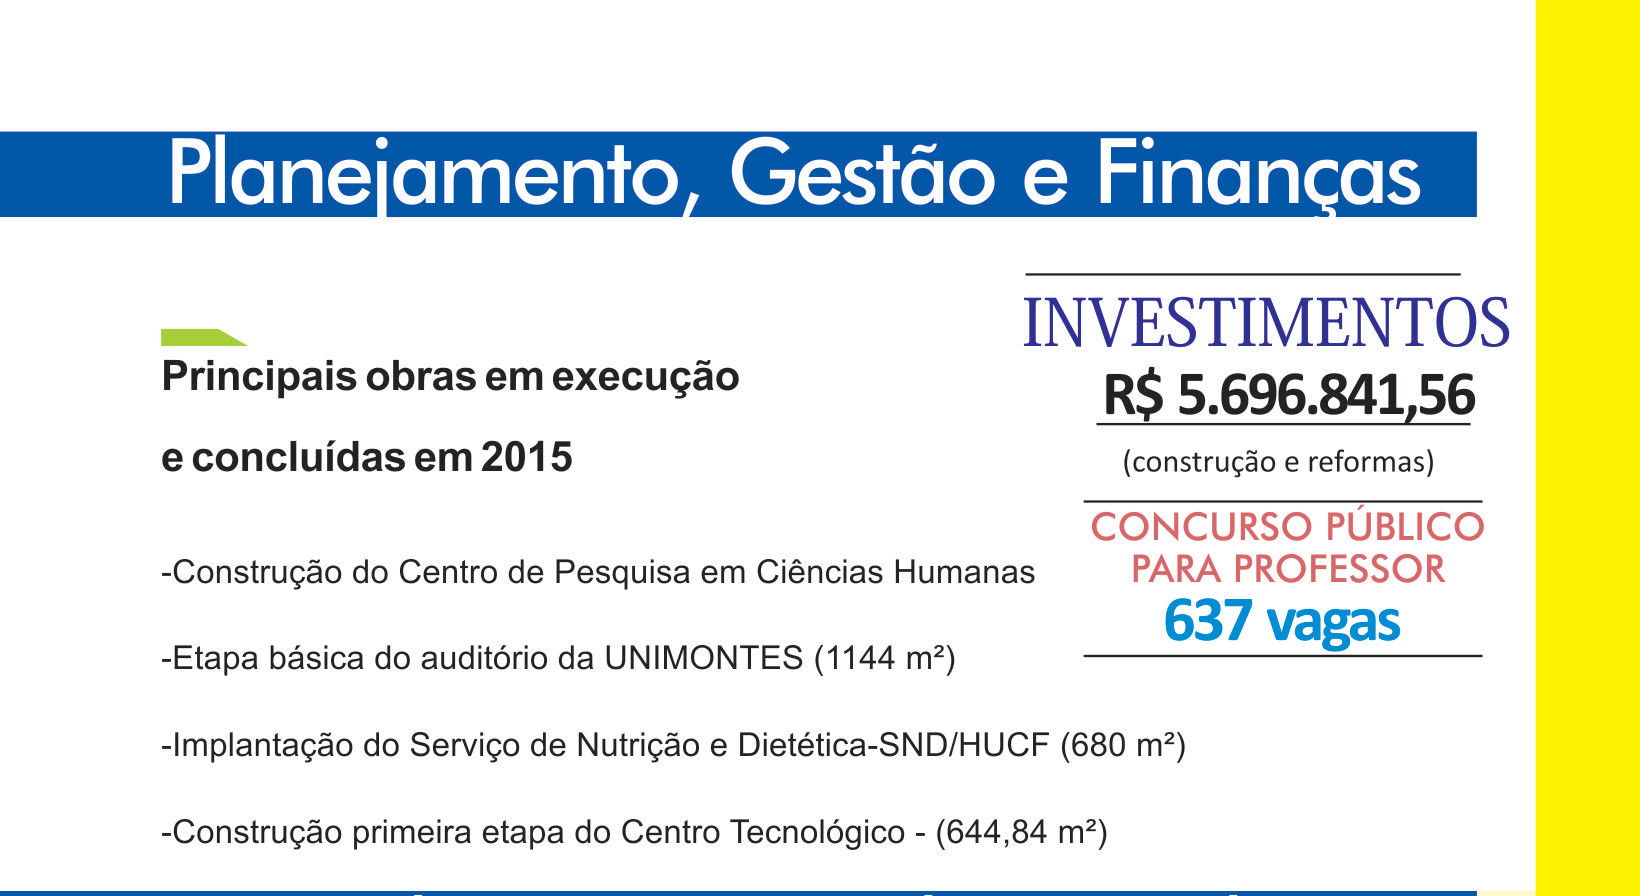 Planejamento, Gestão e Finanças
Principais obras em execução
e concluídas em 2015
-Construção do Centro de Pesquisa em Ciências Humanas
-Etapa básica do auditório da UNIMONTES (1144 m²)
-Implantação do Serviço de Nutrição e Dietética-SND/HUCF (680 m²)
-Construção primeira etapa do Centro Tecnológico - (644,84 m²)
INVESTIMENTOS
R$ 5.696.841,56
(construção e reformas)
CONCURSO PÚBLICO
PARA PROFESSOR
637 vagas